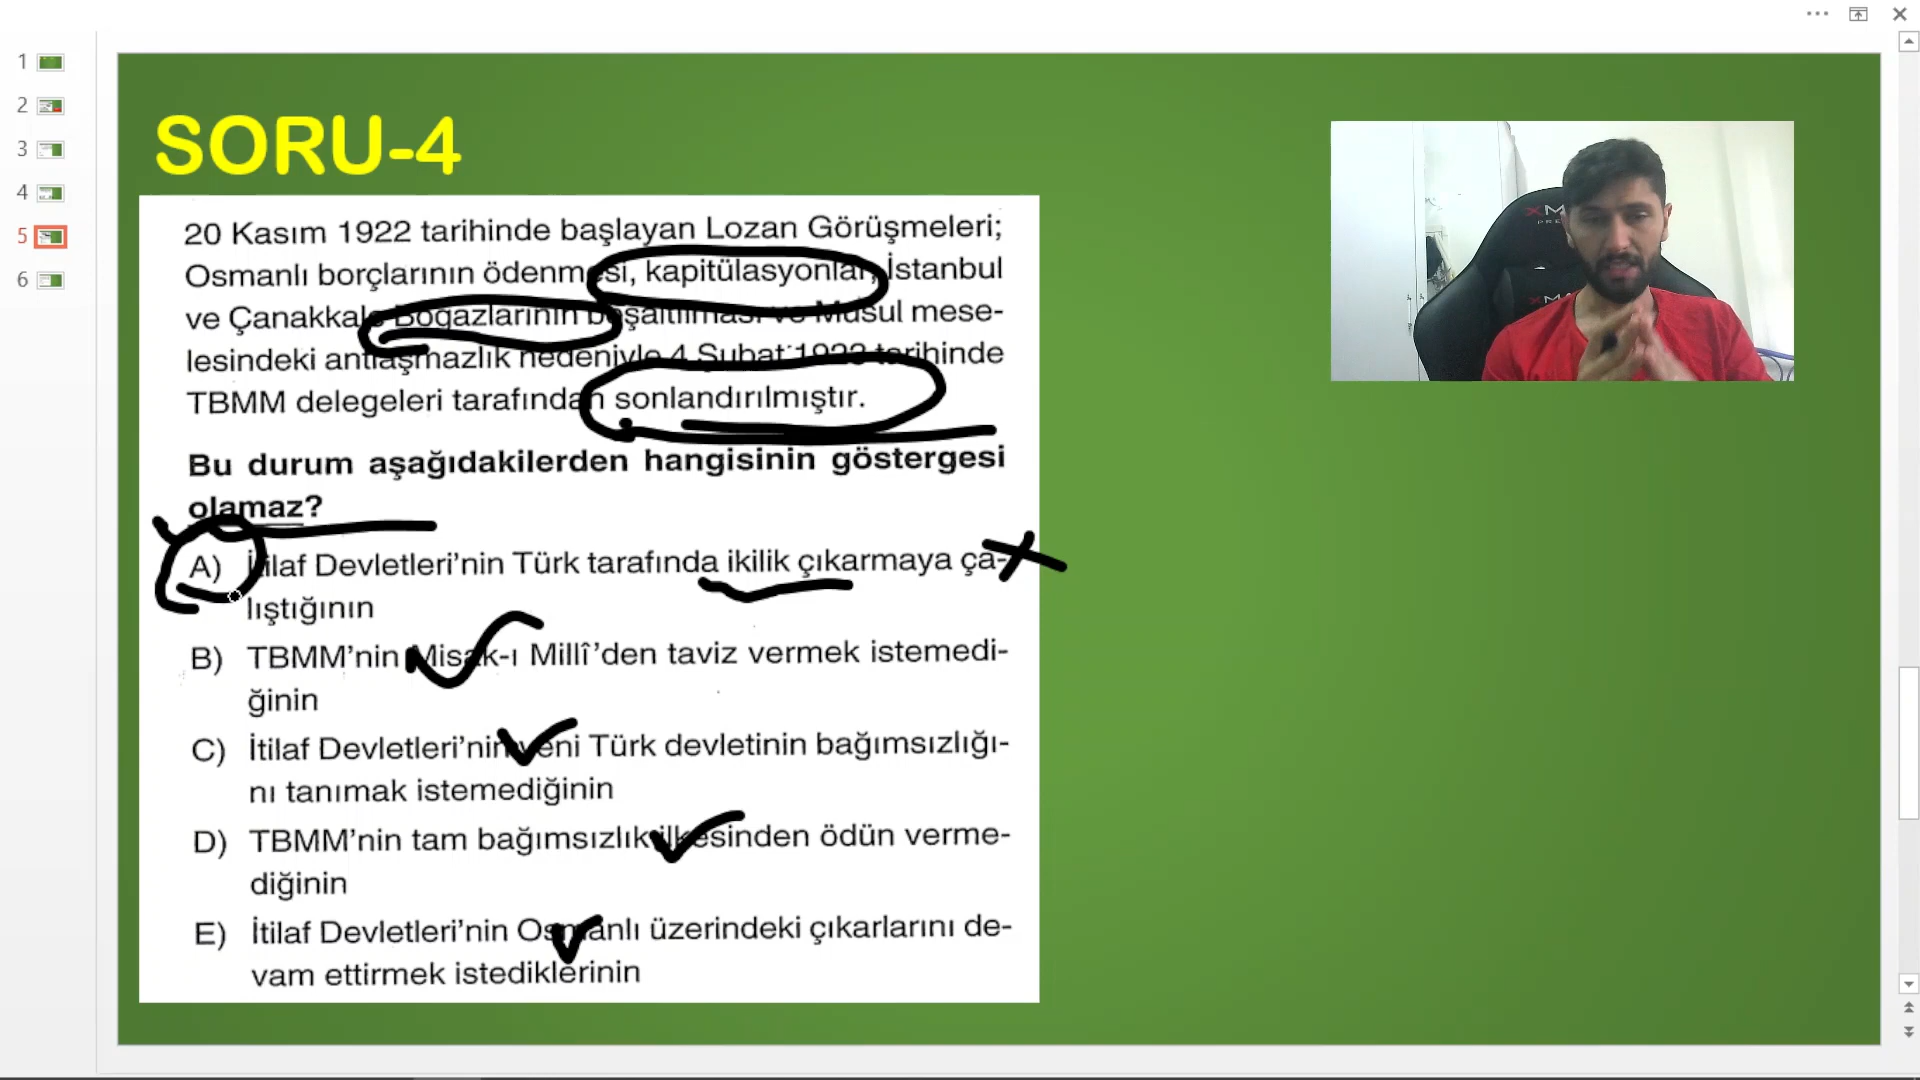 SORU-4
20 Kasım 1922 tarihinde başlayan Lozan Görüşmeleri;
Osmanlı borçlarının ödenmesi, kapitülasyonlar, İstanbul
ve Çanakkale Boğazlarının boşaltılması ve Musul mese-
lesindeki antlaşmazlık nedeniyle 4 Şubat 1923 tarihinde
TBMM delegeleri tarafından sonlandırılmıştır.
Bu durum aşağıdakilerden hangisinin göstergesi
olamaz?
A) İtilaf Devletleri’nin Türk tarafında ikilik çıkarmaya ça-
lıştığının
B) TBMM’nin Misak-ı Millî’den taviz vermek istemedi-
ğinin
C) İtilaf Devletleri’nin yeni Türk devletinin bağımsızlığı-
nı tanımak istemediğinin
D) TBMM’nin tam bağımsızlık ilkesinden ödün verme-
diğinin
E) İtilaf Devletleri’nin Osmanlı üzerindeki çıkarlarını de-
vam ettirmek istediklerinin
1
2
3
4
5
6